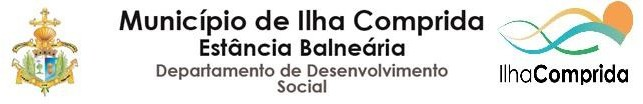 Município de Ilha Comprida
Estância Balneária
Departamento de Desenvolvimento
Social
IlhaComprida